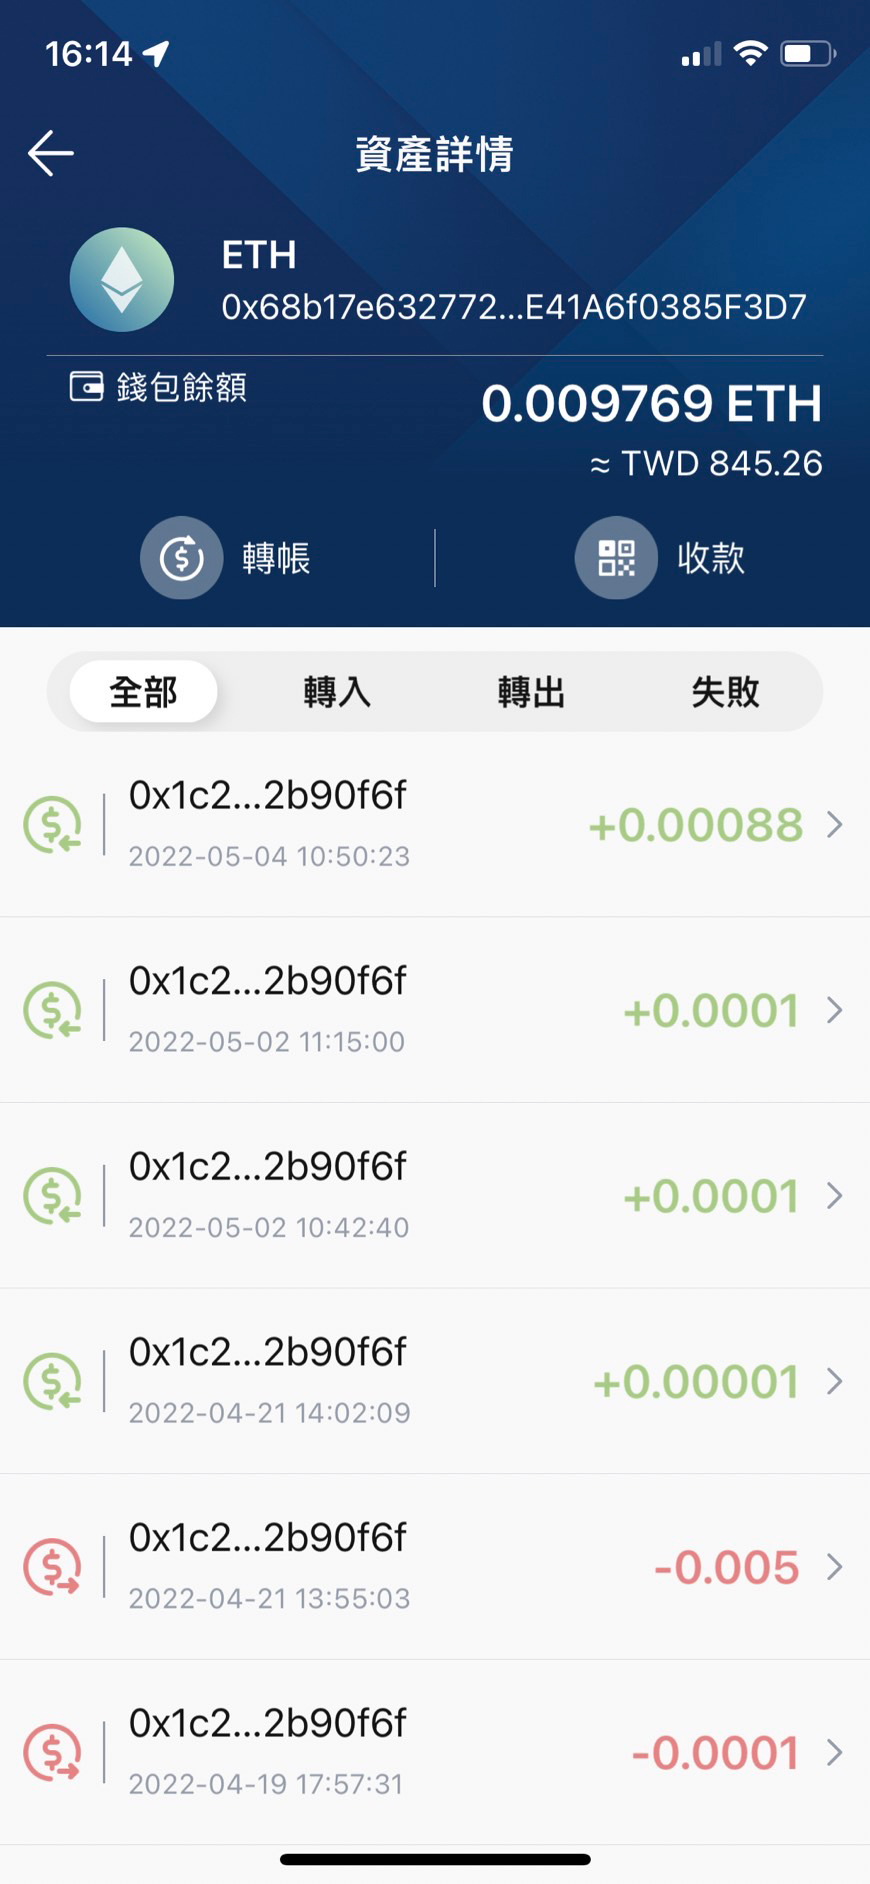 16:14
資產詳情
ETH
0x68b17e632772...E41A6f0385F3D7
錢包餘額
0.009769 ETH
≈ TWD 845.26
轉帳
收款
全部 轉入 轉出 失敗
0x1c2...2b90f6f
+0.00088
2022-05-04 10:50:23
0x1c2...2b90f6f
+0.0001
2022-05-02 11:15:00
0x1c2...2b90f6f
+0.0001
2022-05-02 10:42:40
0x1c2...2b90f6f
+0.00001
2022-04-21 14:02:09
0x1c2...2b90f6f
-0.005
2022-04-21 13:55:03
0x1c2...2b90f6f
-0.0001
2022-04-19 17:57:31